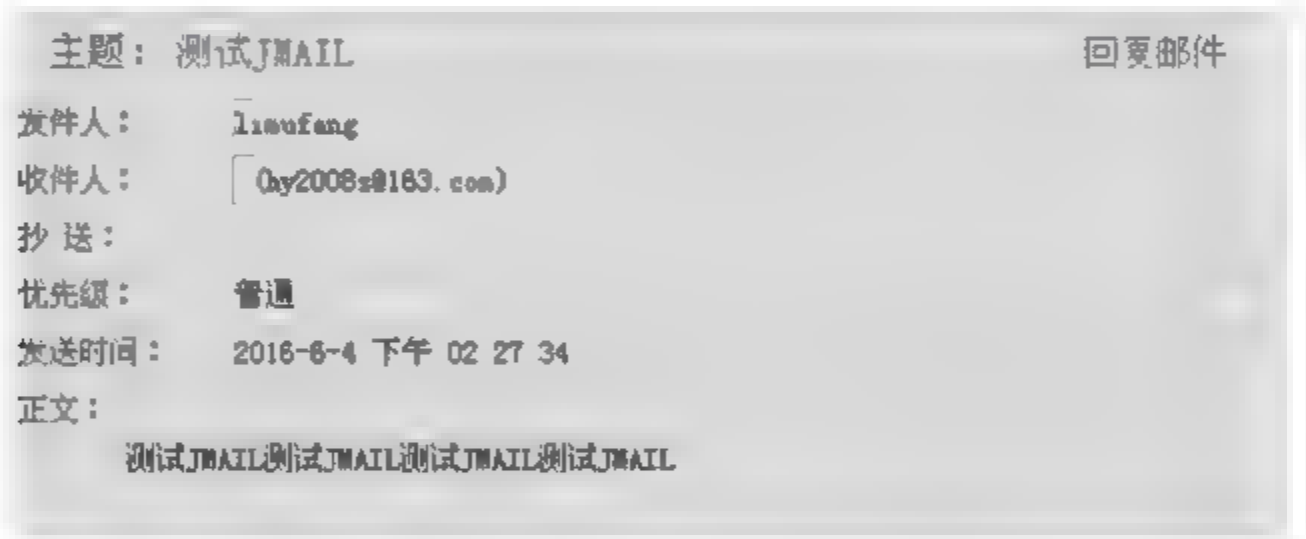 主题: 测试JMAIL 回复邮件
发件人:
收件人: (hy2008s@163.com)
抄 送:
优先级: 普通
发送时间: 2016-6-4 下午 02 27 34
正文:
测试JMAIL测试JMAIL测试JMAIL测试JMAIL